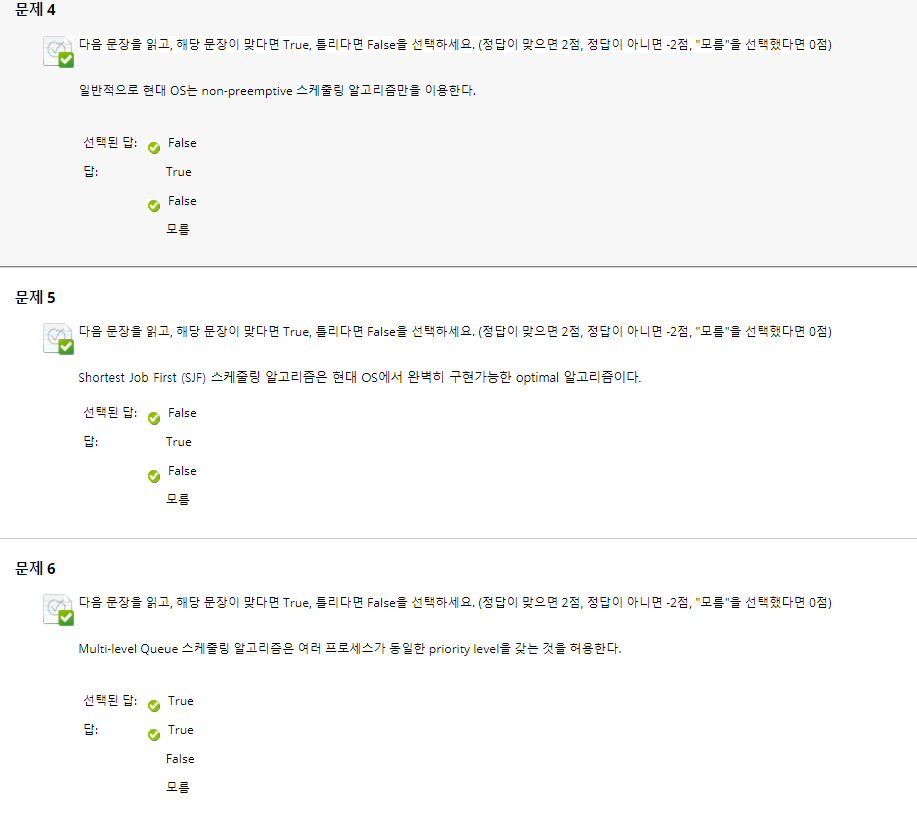 문제 4
다음 문장을 읽고, 해당 문장이 맞다면 True, 틀리다면 False을 선택하세요. (정답이 맞으면 2점, 정답이 아니면 -2점, "모름"을 선택했다면 0점)
일반적으로 현대 OS는 non-preemptive 스케줄링 알고리즘만을 이용한다.
선택된 답: False
답: True
False
모름
문제 5
다음 문장을 읽고, 해당 문장이 맞다면 True, 틀리다면 False을 선택하세요. (정답이 맞으면 2점, 정답이 아니면 -2점, "모름"을 선택했다면 0점)
Shortest Job First (SJF) 스케줄링 알고리즘은 현대 OS에서 완벽히 구현가능한 optimal 알고리즘이다.
선택된 답: False
답: True
False
모름
문제 6
다음 문장을 읽고, 해당 문장이 맞다면 True, 틀리다면 False을 선택하세요. (정답이 맞으면 2점, 정답이 아니면 -2점, "모름"을 선택했다면 0점)
Multi-level Queue 스케줄링 알고리즘은 여러 프로세스가 동일한 priority level을 갖는 것을 허용한다.
선택된 답: True
답: True
False
모름